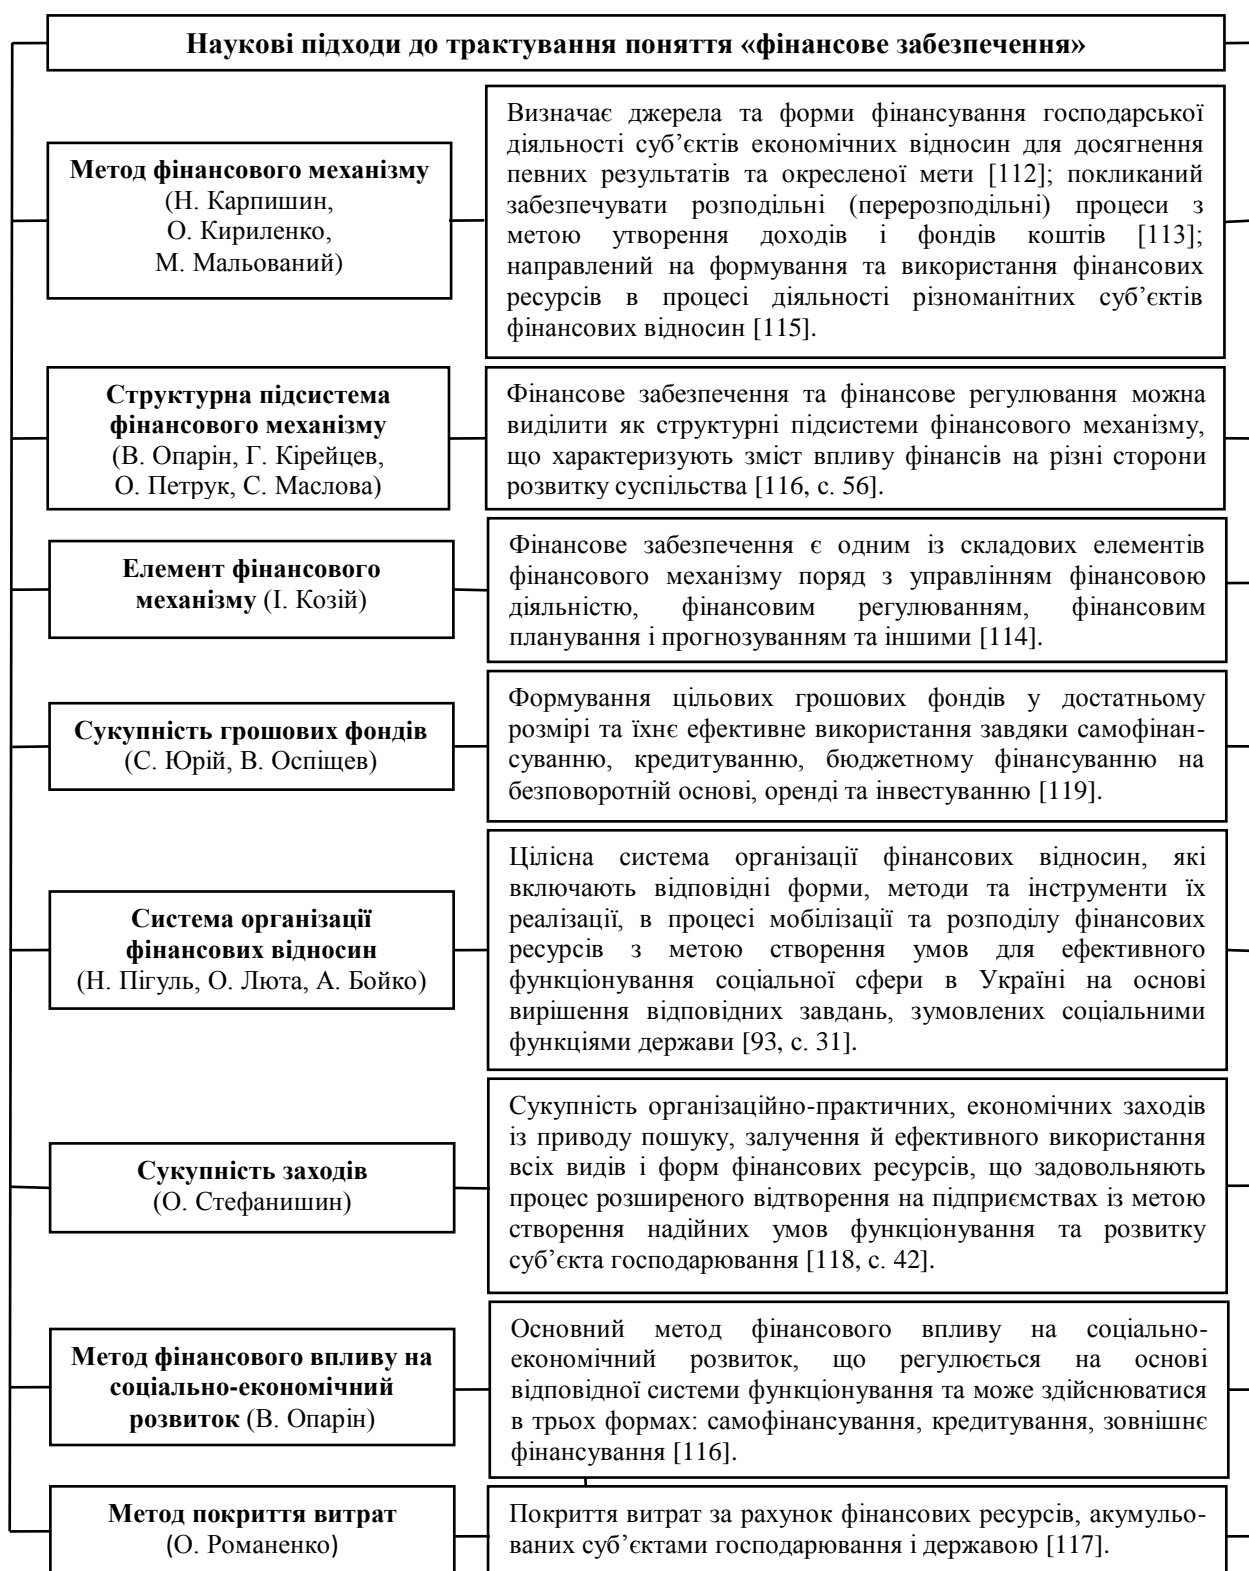 Наукові підходи до трактування поняття «фінансове забезпечення»
Метод фінансового механізму
(Н. Карпишин,
О. Кириленко,
М. Мальований)
Визначає джерела та форми фінансування господарської
діяльності суб’єктів економічних відносин для досягнення
певних результатів та окресленої мети [112]; покликаний
забезпечувати розподільні (перерозподільні) процеси з
метою утворення доходів і фондів коштів [113];
направлений на формування та використання фінансових
ресурсів в процесі діяльності різноманітних суб’єктів
фінансових відносин [115].
Структурна підсистема
фінансового механізму
(В. Опарін, Г. Кірейцев,
О. Петрук, С. Маслова)
Фінансове забезпечення та фінансове регулювання можна
виділити як структурні підсистеми фінансового механізму,
що характеризують зміст впливу фінансів на різні сторони
розвитку суспільства [116, с. 56].
Елемент фінансового
механізму (І. Козій)
Фінансове забезпечення є одним із складових елементів
фінансового механізму поряд з управлінням фінансовою
діяльністю, фінансовим регулюванням, фінансовим
планування і прогнозуванням та іншими [114].
Сукупність грошових фондів
(С. Юрій, В. Оспіщев)
Формування цільових грошових фондів у достатньому
розмірі та їхнє ефективне використання завдяки самофінан-
суванню, кредитуванню, бюджетному фінансуванню на
безповоротній основі, оренді та інвестуванню [119].
Система організації
фінансових відносин
(Н. Пігуль, О. Люта, А. Бойко)
Цілісна система організації фінансових відносин, які
включають відповідні форми, методи та інструменти їх
реалізації, в процесі мобілізації та розподілу фінансових
ресурсів з метою створення умов для ефективного
функціонування соціальної сфери в Україні на основі
вирішення відповідних завдань, зумовлених соціальними
функціями держави [93, с. 31].
Сукупність заходів
(О. Стефанишин)
Сукупність організаційно-практичних, економічних заходів
із приводу пошуку, залучення й ефективного використання
всіх видів і форм фінансових ресурсів, що задовольняють
процес розширеного відтворення на підприємствах із метою
створення надійних умов функціонування та розвитку
суб’єкта господарювання [118, с. 42].
Метод фінансового впливу на
соціально-економічний
розвиток (В. Опарін)
Основний метод фінансового впливу на соціально-
економічний розвиток, що регулюється на основі
відповідної системи функціонування та може здійснюватися
в трьох формах: самофінансування, кредитування, зовнішнє
фінансування [116].
Метод покриття витрат
(О. Романенко)
Покриття витрат за рахунок фінансових ресурсів, акумульо-
ваних суб’єктами господарювання і державою [117].